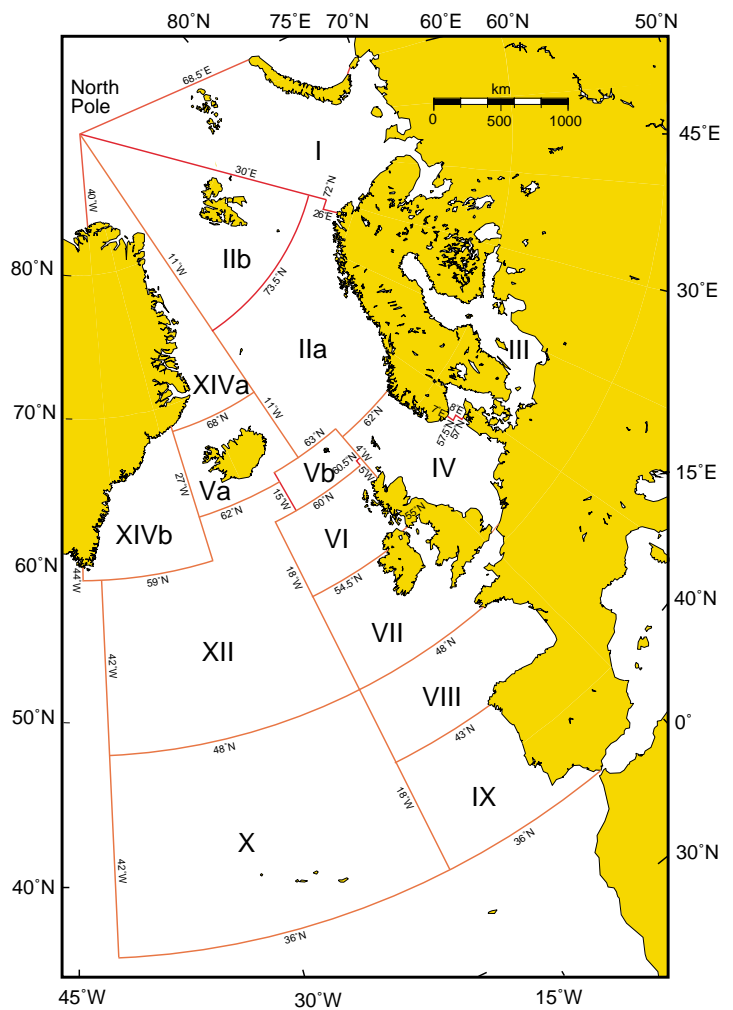 80˚N 75˚E 70˚N 60˚E 60˚N 50˚N
North
Pole
68.5˚E
km
0 500 1000
45˚E
I
30˚E
72˚N
26˚E
40˚W
11˚W
IIb
73.5˚N
80˚N
30˚E
IIa
III
XIVa
68˚N
11˚W
70˚N
62˚N
7˚E
8˚E
57.5˚N
57˚N
63˚N
4˚W
60.5˚N
5˚W
IV
15˚E
27˚W
Va
Vb
15˚W
60˚N
62˚N
55˚N
XIVb
VI
60˚N
44˚W
59˚N
18˚W
54.5˚N
40˚N
VII
XII
48˚N
42˚W
VIII
50˚N
0˚
43˚N
48˚N
18˚W
IX
36˚N
X
30˚N
42˚W
40˚N
36˚N
45˚W 30˚W 15˚W